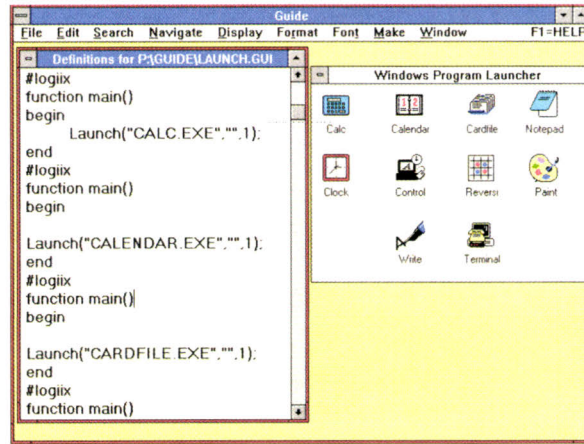 Guide
File Edit Search Navigate Display Format Font Make Window F1=HELP
Definitions for P:\GUIDE\LAUNCH.GUI
#logiix
function main()
begin
Launch("CALC.EXE","",1);
end
#logiix
function main()
begin
Launch("CALENDAR.EXE","",1);
end
#logiix
function main()
begin
Launch("CARDFILE.EXE","",1);
end
#logiix
function main()
Windows Program Launcher
Calc Calendar Cardfile Notepad
Clock Control Reversi Paint
Write Terminal